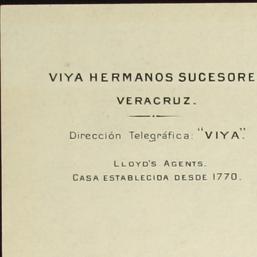 VIYA HERMANOS SUCESORE
VERACRUZ.
Dirección Telegráfica: "VIYA".
LLOYD'S AGENTS.
CASA ESTABLECIDA DESDE 1770.